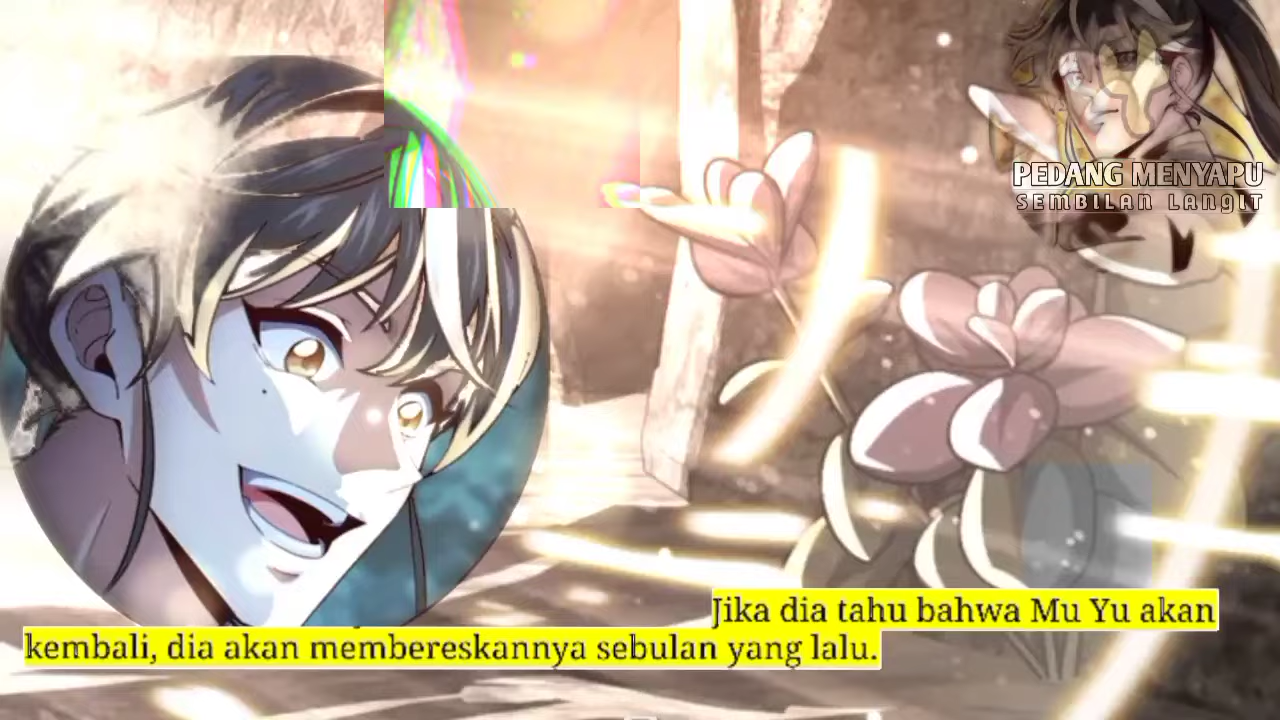 PEDANG MENYAPU
SEMBILAN LANGIT
Jika dia tahu bahwa Mu Yu akan
kembali, dia akan membereskannya sebulan yang lalu.